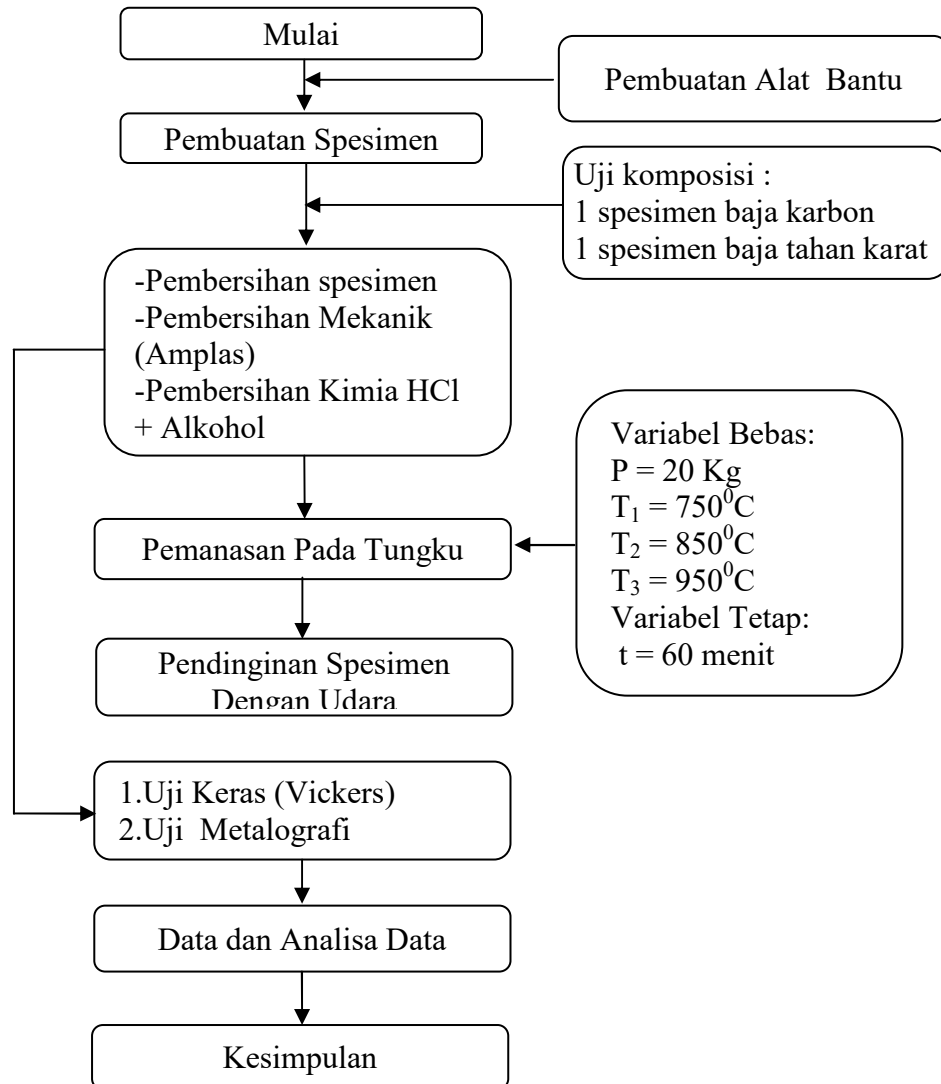 Mulai
Pembuatan Alat Bantu
Pembuatan Spesimen
Uji komposisi :
1 spesimen baja karbon
1 spesimen baja tahan karat
-Pembersihan spesimen
-Pembersihan Mekanik
(Amplas)
-Pembersihan Kimia HCl
+ Alkohol
Variabel Bebas:
P = 20 Kg
T₁ = 750⁰C
T₂ = 850⁰C
T₃ = 950⁰C
Variabel Tetap:
t = 60 menit
Pemanasan Pada Tungku
Pendinginan Spesimen
Dengan Udara
1.Uji Keras (Vickers)
2.Uji Metalografi
Data dan Analisa Data
Kesimpulan